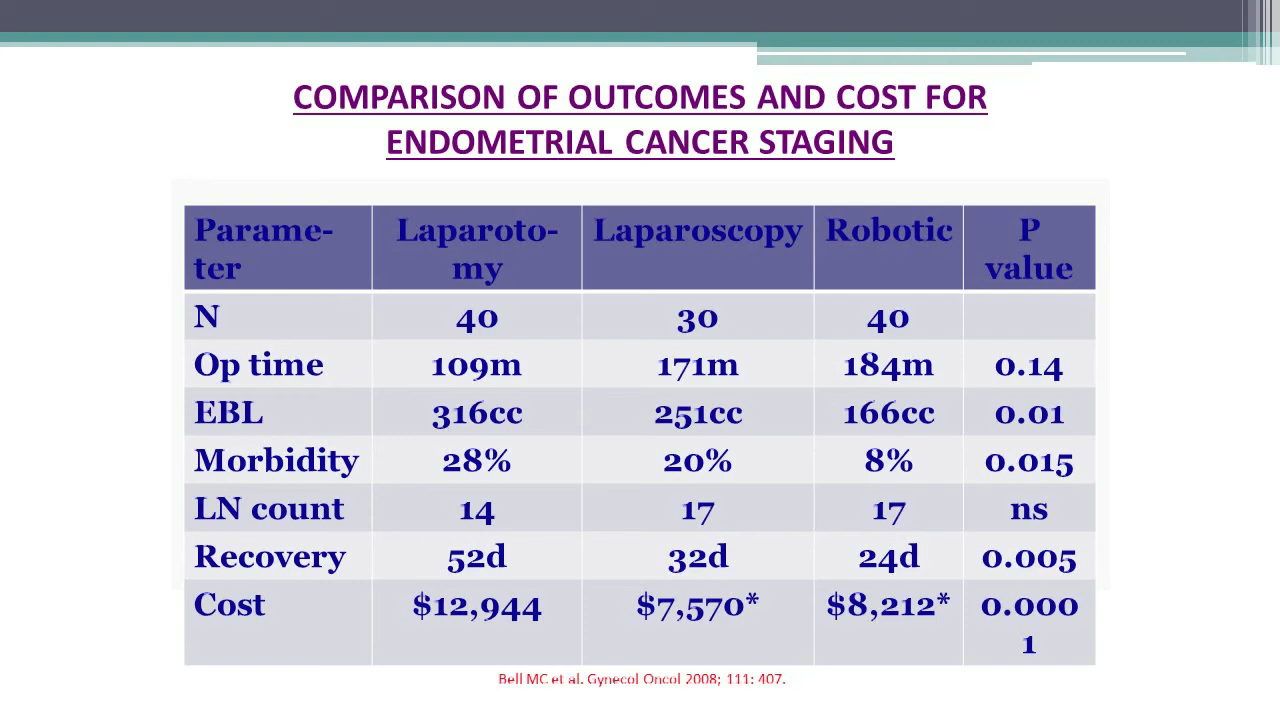 COMPARISON OF OUTCOMES AND COST FOR
ENDOMETRIAL CANCER STAGING
Parame-
ter Laparoto-
my Laparoscopy Robotic P
value
N 40 30 40
Op time 109m 171m 184m 0.14
EBL 316cc 251cc 166cc 0.01
Morbidity 28% 20% 8% 0.015
LN count 14 17 17 ns
Recovery 52d 32d 24d 0.005
Cost $12,944 $7,570* $8,212* 0.000
1
Bell MC et al. Gynecol Oncol 2008; 111: 407.